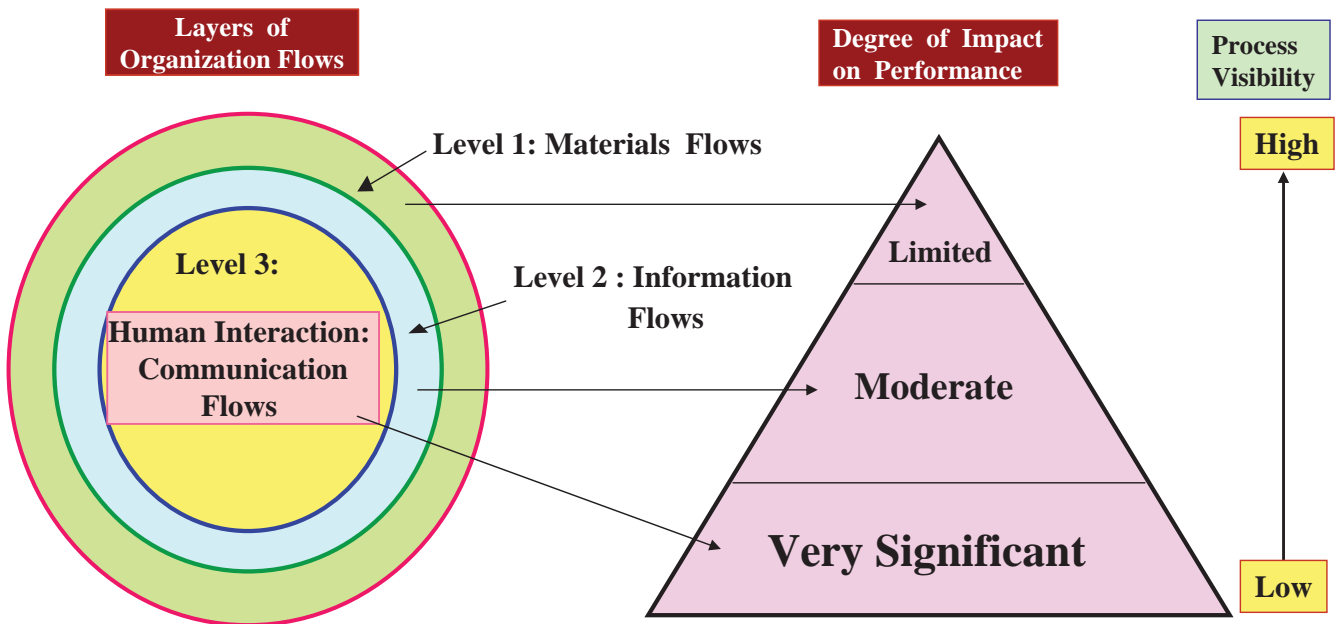 Layers of
Organization Flows
Degree of Impact
on Performance
Process
Visibility
Level 1: Materials Flows
High
Limited
Level 3:
Level 2 : Information
Flows
Human Interaction:
Communication
Flows
Moderate
Very Significant
Low